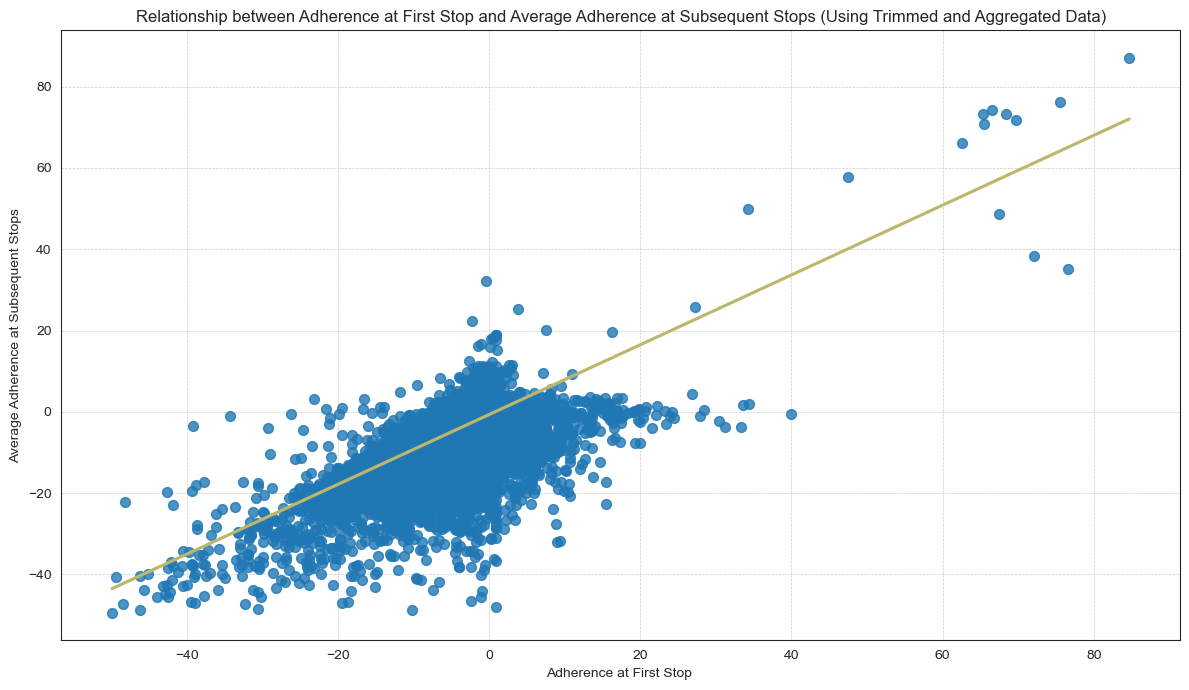 Relationship between Adherence at First Stop and Average Adherence at Subsequent Stops (Using Trimmed and Aggregated Data)
Average Adherence at Subsequent Stops
80
60
40
20
0
−20
−40
−40 −20 0 20 40 60 80
Adherence at First Stop